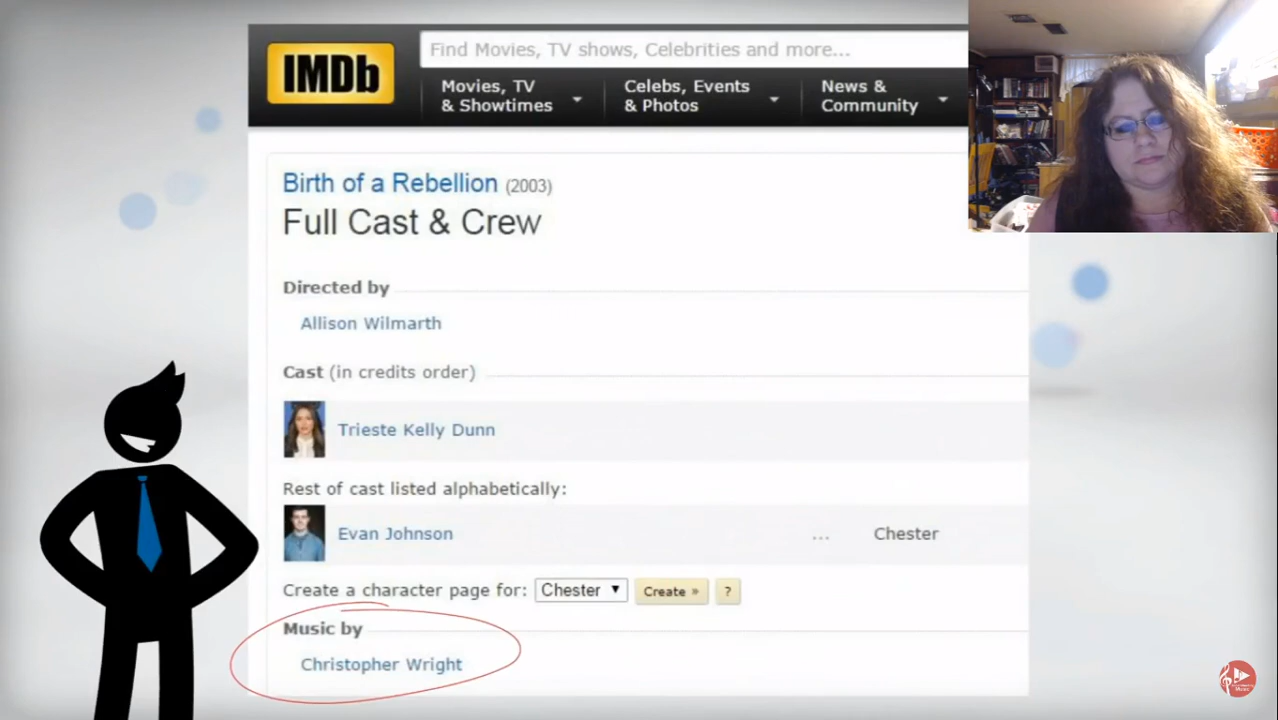 IMDb
Find Movies, TV shows, Celebrities and more...
Movies, TV
& Showtimes
Celebs, Events
& Photos
News &
Community
Birth of a Rebellion (2003)
Full Cast & Crew
Directed by
Allison Wilmarth
Cast (in credits order)
Trieste Kelly Dunn
Rest of cast listed alphabetically:
Evan Johnson ... Chester
Create a character page for: Chester Create » ?
Music by
Christopher Wright
Music